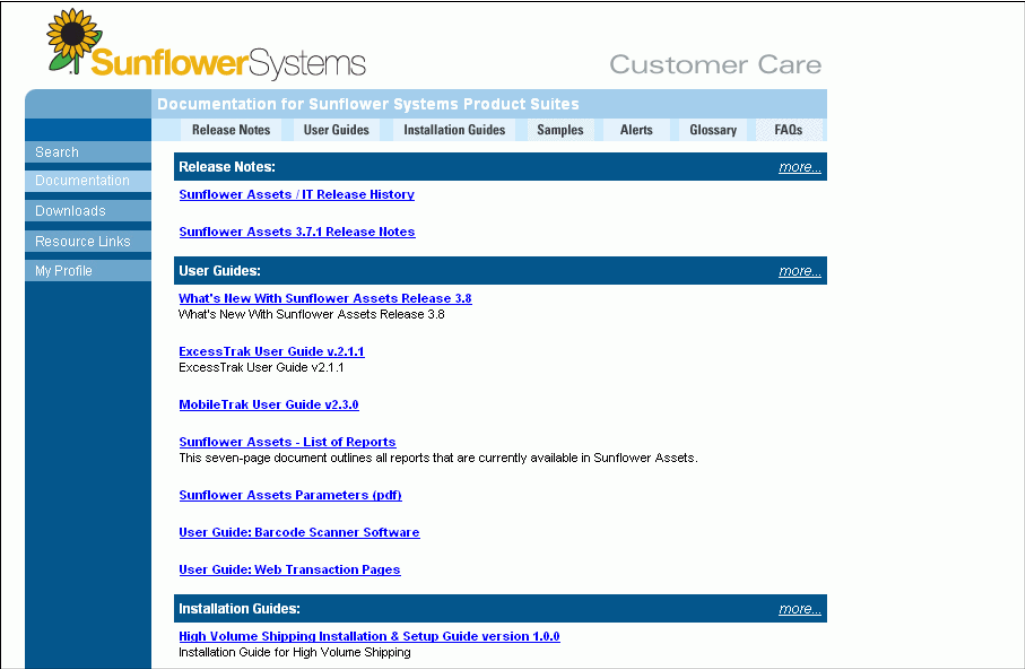 SunflowerSystems
Customer Care
Documentation for Sunflower Systems Product Suites
Release Notes User Guides Installation Guides Samples Alerts Glossary FAQs
Search
Documentation
Downloads
Resource Links
My Profile
Release Notes: more...
Sunflower Assets / IT Release History
Sunflower Assets 3.7.1 Release Notes
User Guides: more...
What's New With Sunflower Assets Release 3.8
What's New With Sunflower Assets Release 3.8
ExcessTrak User Guide v.2.1.1
ExcessTrak User Guide v2.1.1
MobileTrak User Guide v2.3.0
Sunflower Assets - List of Reports
This seven-page document outlines all reports that are currently available in Sunflower Assets.
Sunflower Assets Parameters (pdf)
User Guide: Barcode Scanner Software
User Guide: Web Transaction Pages
Installation Guides: more...
High Volume Shipping Installation & Setup Guide version 1.0.0
Installation Guide for High Volume Shipping